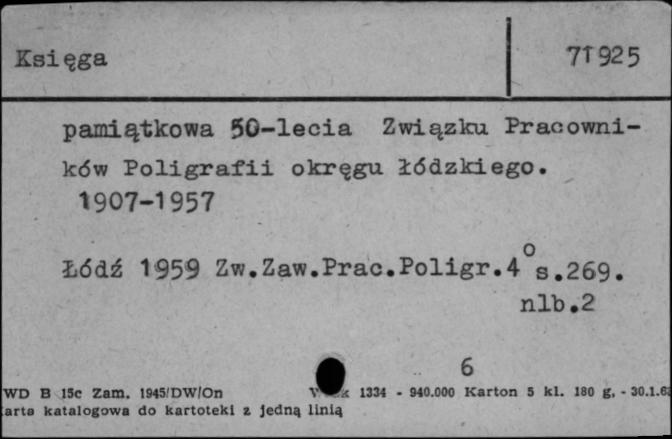 Księga 71925
pamiątkowa 50-lecia Związku Pracowni-
ków Poligrafii okręgu łódzkiego.
1907-1957
Łódź 1959 Zw.Zaw.Prac.Poligr.4° s.269.
nlb.2
6
WD B 15c Zam. 1945/DW/On 1334 - 940.000 Karton 5 kl. 180 g. - 30.1.6
karta katalogowa do kartoteki z jedną linią